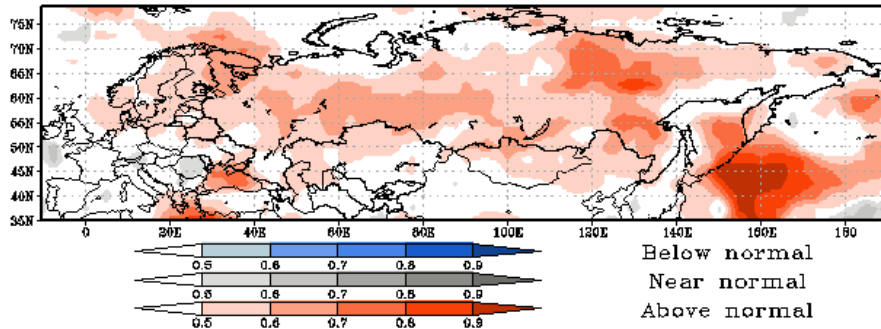 75N
70N
65N
60N
55N
50N
45N
40N
35N
0 20E 40E 60E 80E 100E 120E 140E 160E 180
0.5 0.6 0.7 0.8 0.9 Below normal
0.5 0.6 0.7 0.8 0.9 Near normal
0.5 0.6 0.7 0.8 0.9 Above normal